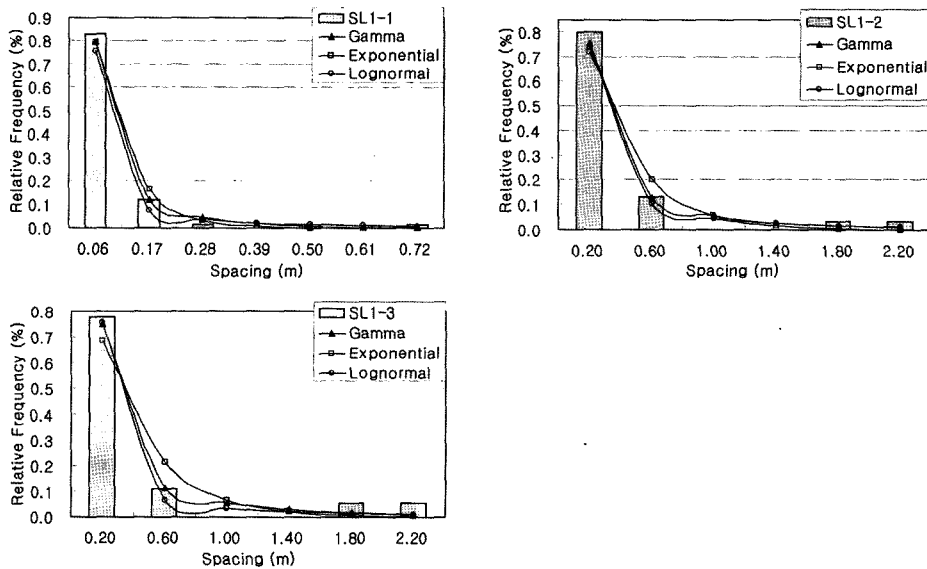 Relative Frequency (%)
0.9
0.8
0.7
0.6
0.5
0.4
0.3
0.2
0.1
0.0
SL1-1
Gamma
Exponential
Lognormal
0.06 0.17 0.28 0.39 0.50 0.61 0.72
Spacing (m)
Relative Frequency (%)
0.8
0.7
0.6
0.5
0.4
0.3
0.2
0.1
0.0
SL1-2
Gamma
Exponential
Lognormal
0.20 0.60 1.00 1.40 1.80 2.20
Spacing (m)
Relative Frequency (%)
0.8
0.7
0.6
0.5
0.4
0.3
0.2
0.1
0.0
SL1-3
Gamma
Exponential
Lognormal
0.20 0.60 1.00 1.40 1.80 2.20
Spacing (m)